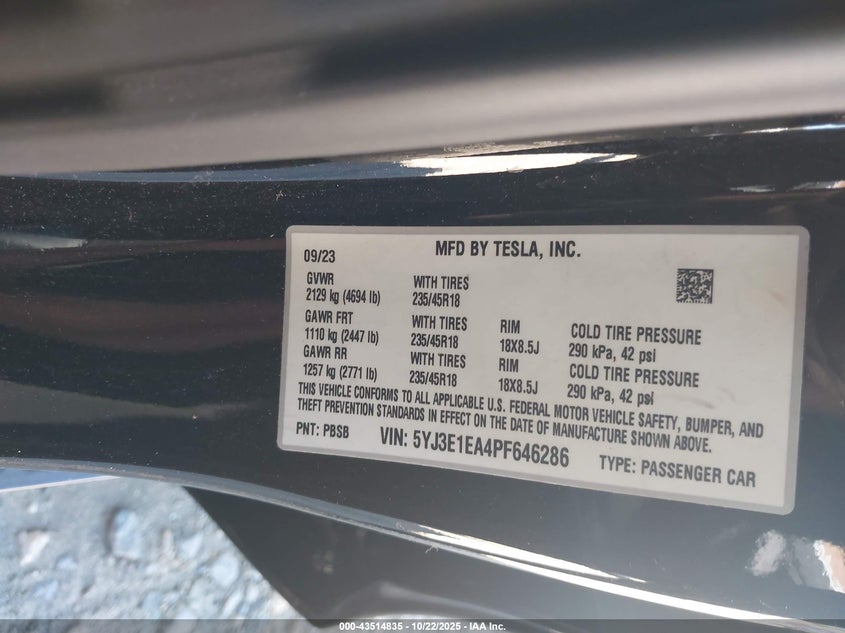 09/23 MFD BY TESLA, INC.
GVWR WITH TIRES
2129 kg (4694 lb) 235/45R18
GAWR FRT WITH TIRES RIM COLD TIRE PRESSURE
1110 kg (2447 lb) 235/45R18 18X8.5J 290 kPa, 42 psi
GAWR RR WITH TIRES RIM COLD TIRE PRESSURE
1257 kg (2771 lb) 235/45R18 18X8.5J 290 kPa, 42 psi
THIS VEHICLE CONFORMS TO ALL APPLICABLE U.S. FEDERAL MOTOR VEHICLE SAFETY, BUMPER, AND
THEFT PREVENTION STANDARDS IN EFFECT ON THE DATE OF MANUFACTURE SHOWN ABOVE.
PNT: PBSB VIN: 5YJ3E1EA4PF646286 TYPE: PASSENGER CAR
000-43514835 - 10/22/2025 - IAA Inc.